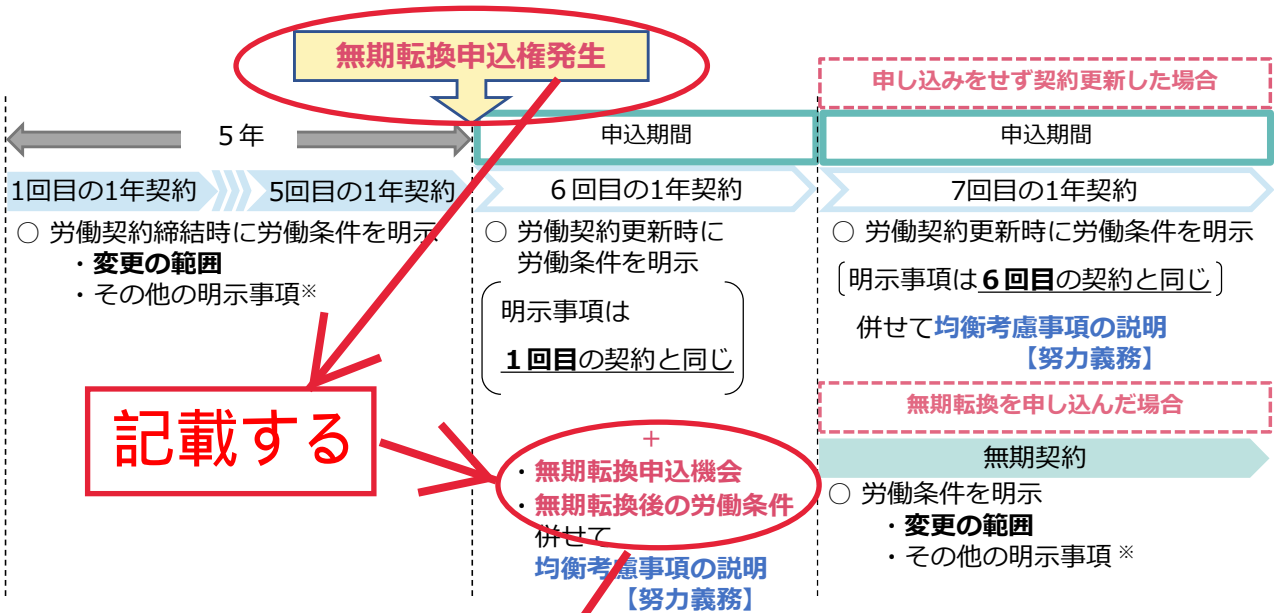 無期転換申込権発生
申し込みをせず契約更新した場合
5年
申込期間
申込期間
1回目の1年契約
5回目の1年契約
6回目の1年契約
7回目の1年契約
○ 労働契約締結時に労働条件を明示
・変更の範囲
・その他の明示事項※
○ 労働契約更新時に
労働条件を明示
明示事項は
1回目の契約と同じ
+
・無期転換申込機会
・無期転換後の労働条件
併せて
均衡考慮事項の説明
【努力義務】
○ 労働契約更新時に労働条件を明示
〔明示事項は6回目の契約と同じ〕
併せて均衡考慮事項の説明
【努力義務】
無期転換を申し込んだ場合
無期契約
○ 労働条件を明示
・変更の範囲
・その他の明示事項※
記載する